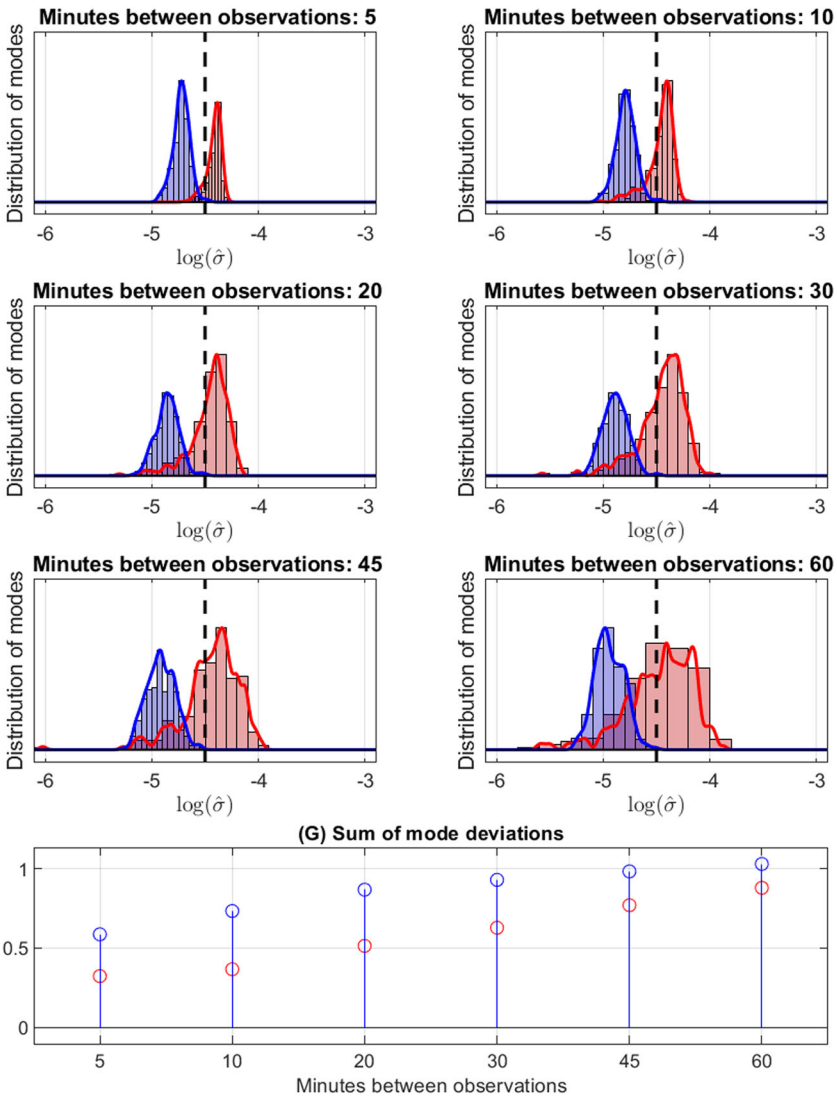 Minutes between observations: 5
Distribution of modes
-6 -5 -4 -3
log(σ̂)
Minutes between observations: 10
Distribution of modes
-6 -5 -4 -3
log(σ̂)
Minutes between observations: 20
Distribution of modes
-6 -5 -4 -3
log(σ̂)
Minutes between observations: 30
Distribution of modes
-6 -5 -4 -3
log(σ̂)
Minutes between observations: 45
Distribution of modes
-6 -5 -4 -3
log(σ̂)
Minutes between observations: 60
Distribution of modes
-6 -5 -4 -3
log(σ̂)
(G) Sum of mode deviations
1
0.5
0
5 10 20 30 45 60
Minutes between observations